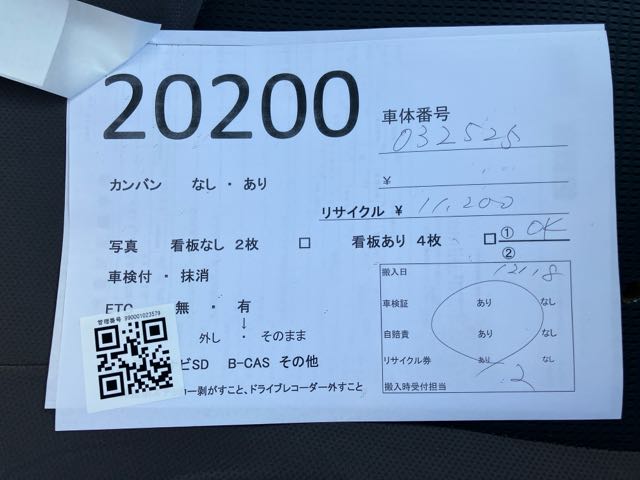 20200
車体番号
032525
カンバン なし ・ あり
¥
リサイクル ¥ 11,200
写真 看板なし 2枚 □ 看板あり 4枚 □ ① OK
②
車検付 ・ 抹消
搬入日
ETC 無 ・ 有
車検証 あり なし
↓
外し ・ そのまま
自賠責 あり なし
ビSD B-CAS その他
リサイクル券 あり なし
ー剥がすこと、ドライブレコーダー外すこと
搬入時受付担当
管理番号 990001023579